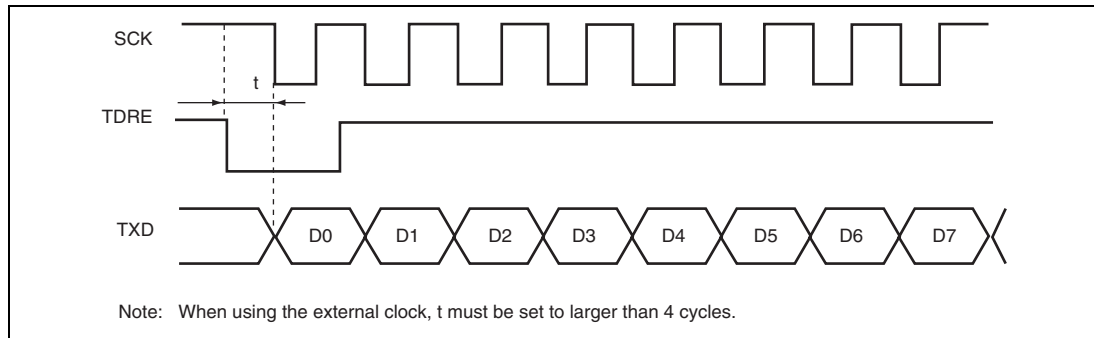 SCK
t
TDRE
TXD D0 D1 D2 D3 D4 D5 D6 D7
Note: When using the external clock, t must be set to larger than 4 cycles.